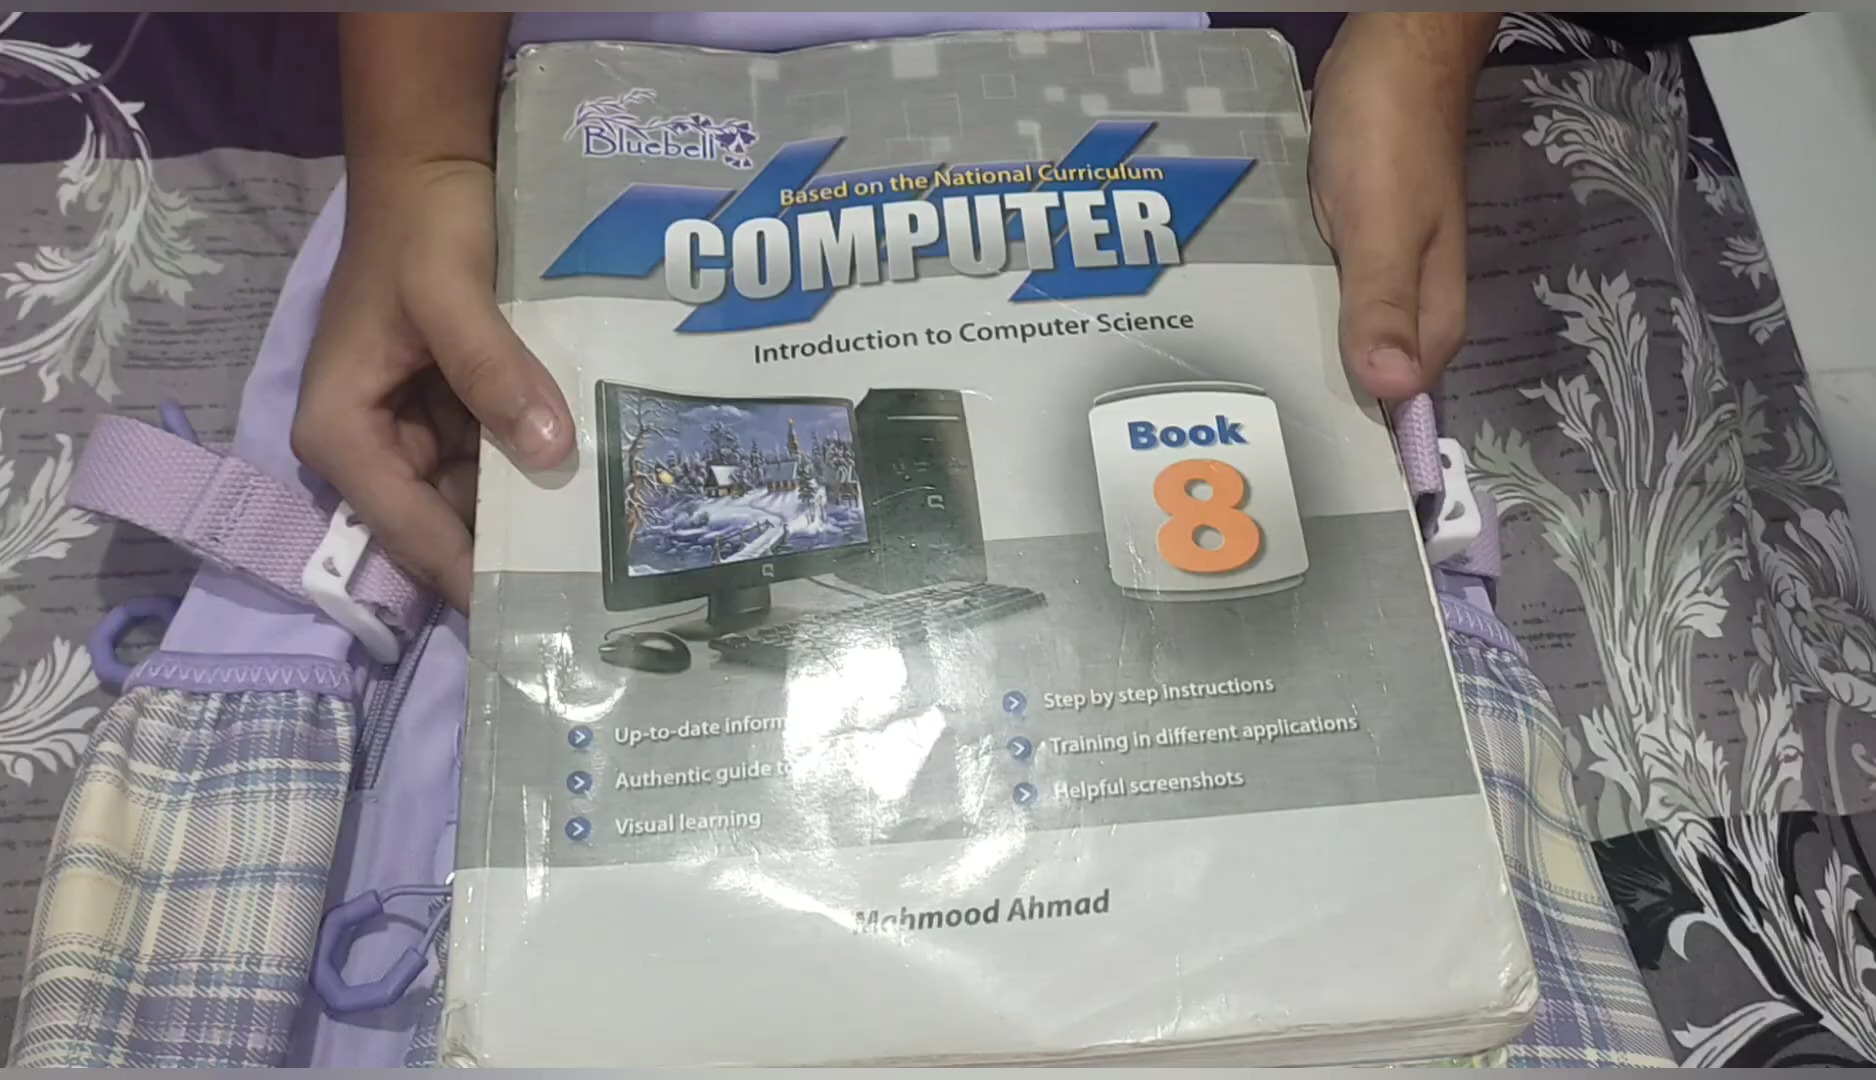 Bluebell
Based on the National Curriculum
COMPUTER
Introduction to Computer Science
Book
8
Up-to-date
Authentic guide
Visual learning
Step by step instructions
Training in different applications
Helpful screenshots
Mahmood Ahmad